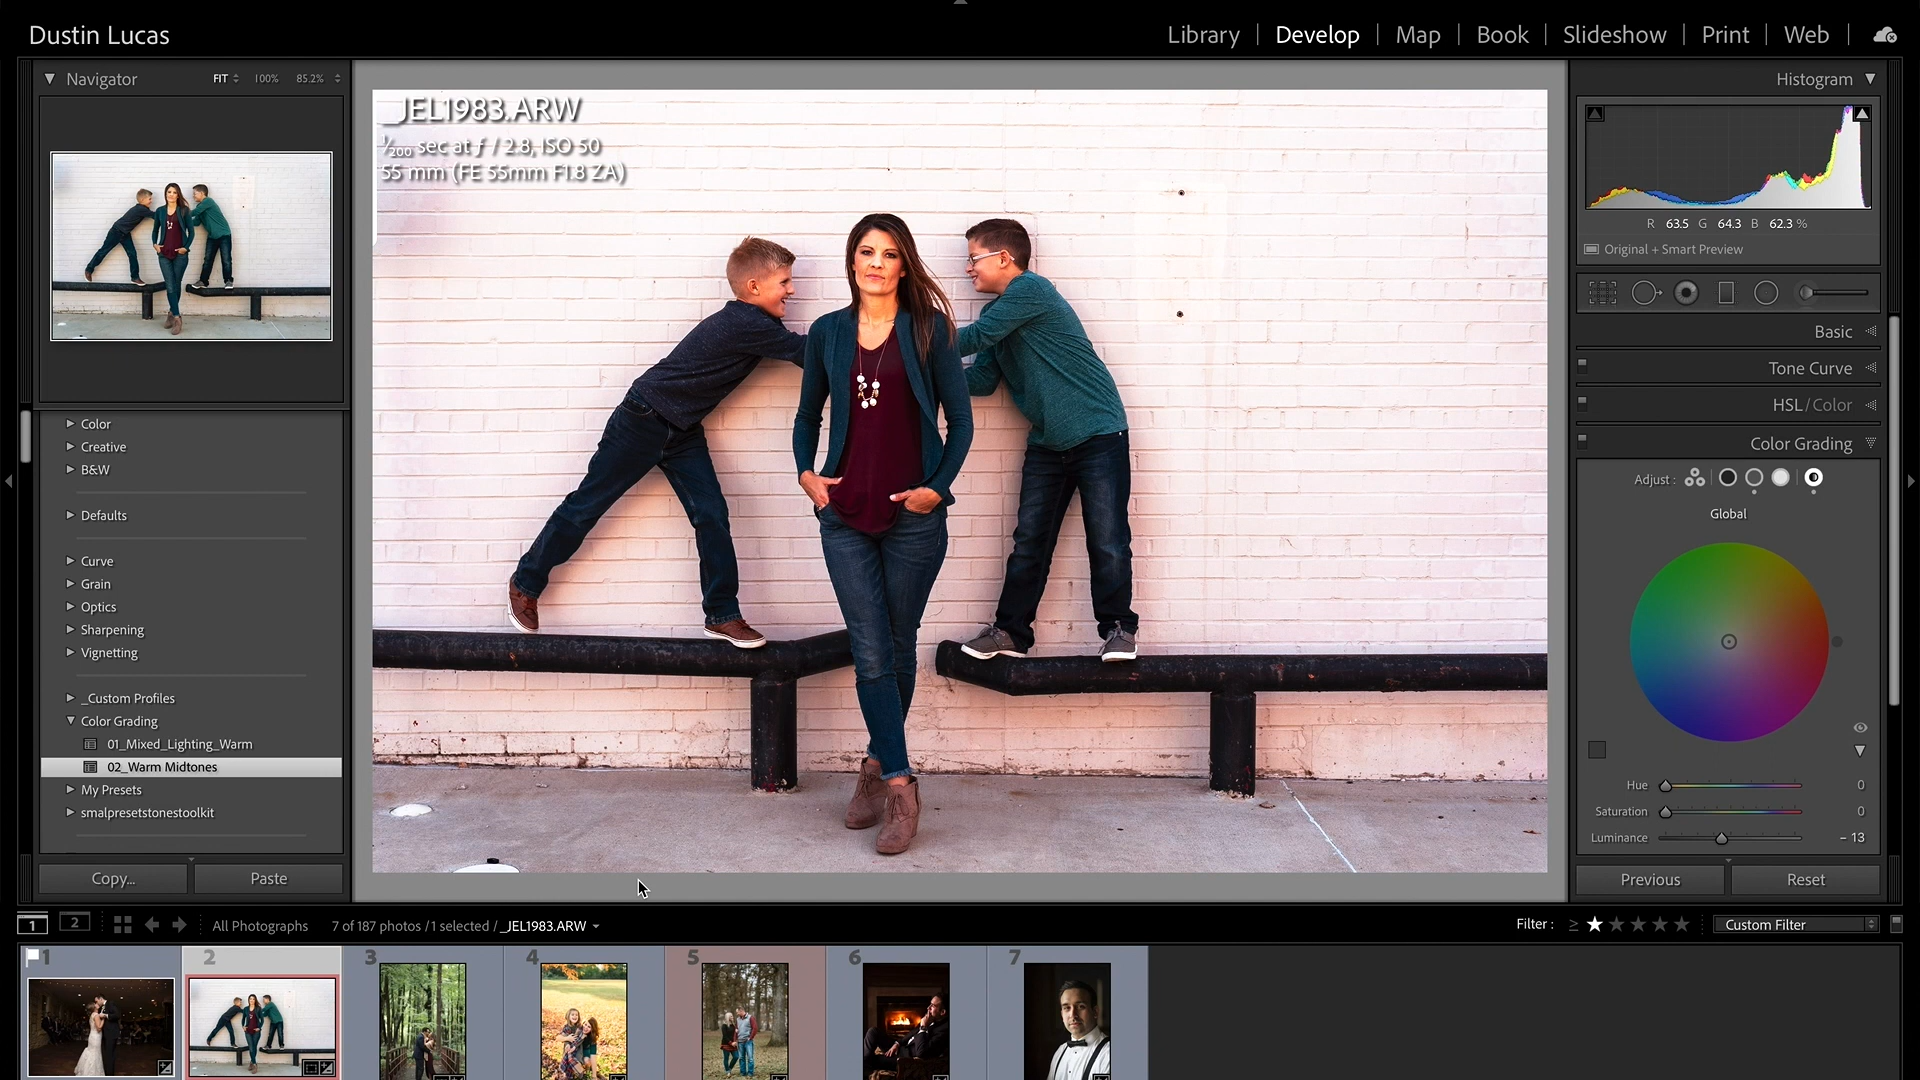 Dustin Lucas
Library | Develop | Map | Book | Slideshow | Print | Web
Navigator FIT 100% 85.2%
Color
Creative
B&W
Defaults
Curve
Grain
Optics
Sharpening
Vignetting
_Custom Profiles
Color Grading
01_Mixed_Lighting_Warm
02_Warm Midtones
My Presets
smalpresetstonestoolkit
Copy... Paste
_JEL1983.ARW
1/200 sec at f / 2.8, ISO 50
55 mm (FE 55mm F1.8 ZA)
Histogram
R 63.5 G 64.3 B 62.3 %
Original + Smart Preview
Basic
Tone Curve
HSL / Color
Color Grading
Adjust :
Global
Hue 0
Saturation 0
Luminance - 13
Previous Reset
1 2 All Photographs 7 of 187 photos / 1 selected / _JEL1983.ARW
Filter : ≥ ★ ★ ★ ★ ★ Custom Filter
1 2 3 4 5 6 7